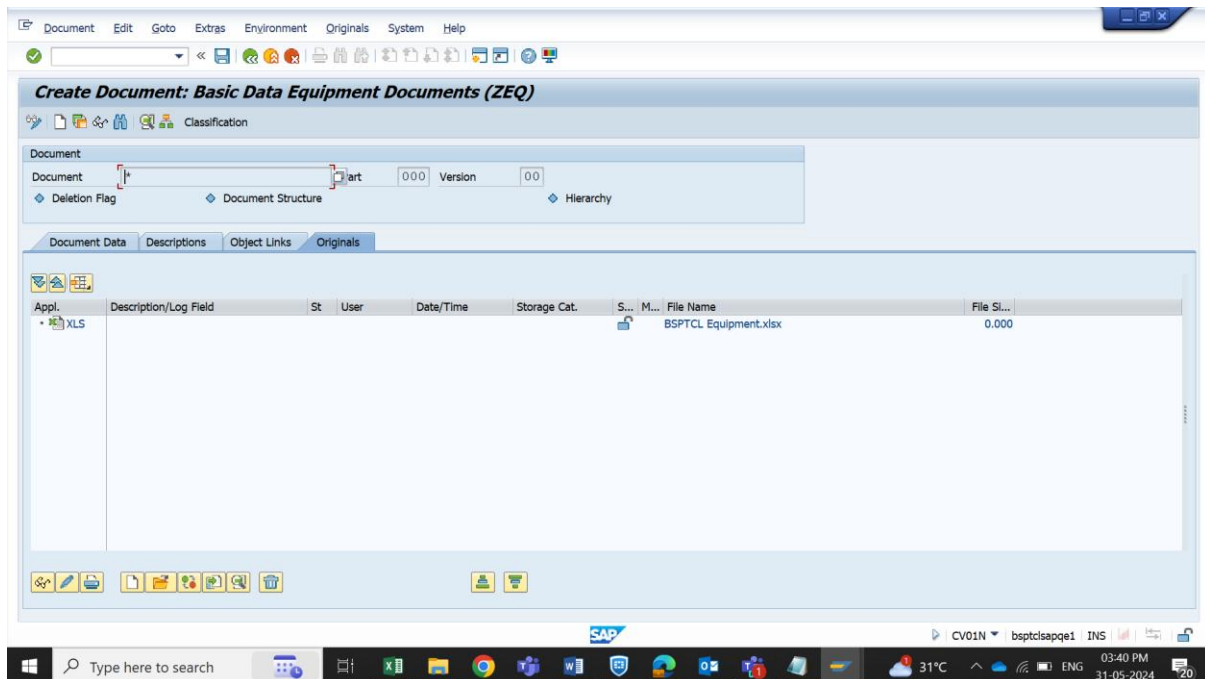 Document Edit Goto Extras Environment Originals System Help
Create Document: Basic Data Equipment Documents (ZEQ)
Classification
Document
Document * art 000 Version 00
Deletion Flag Document Structure Hierarchy
Document Data Descriptions Object Links Originals
Appl. Description/Log Field St User Date/Time Storage Cat. S... M... File Name File Si...
XLS BSPTCL Equipment.xlsx 0.000
SAP
CV01N bsptclsapqe1 INS
Type here to search 31°C ENG 03:40 PM
31-05-2024 20